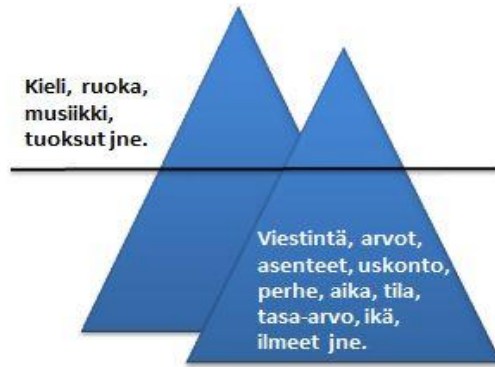 Kieli, ruoka,
musiikki,
tuoksut jne.
Viestintä, arvot,
asenteet, uskonto,
perhe, aika, tila,
tasa-arvo, ikä,
ilmeet jne.